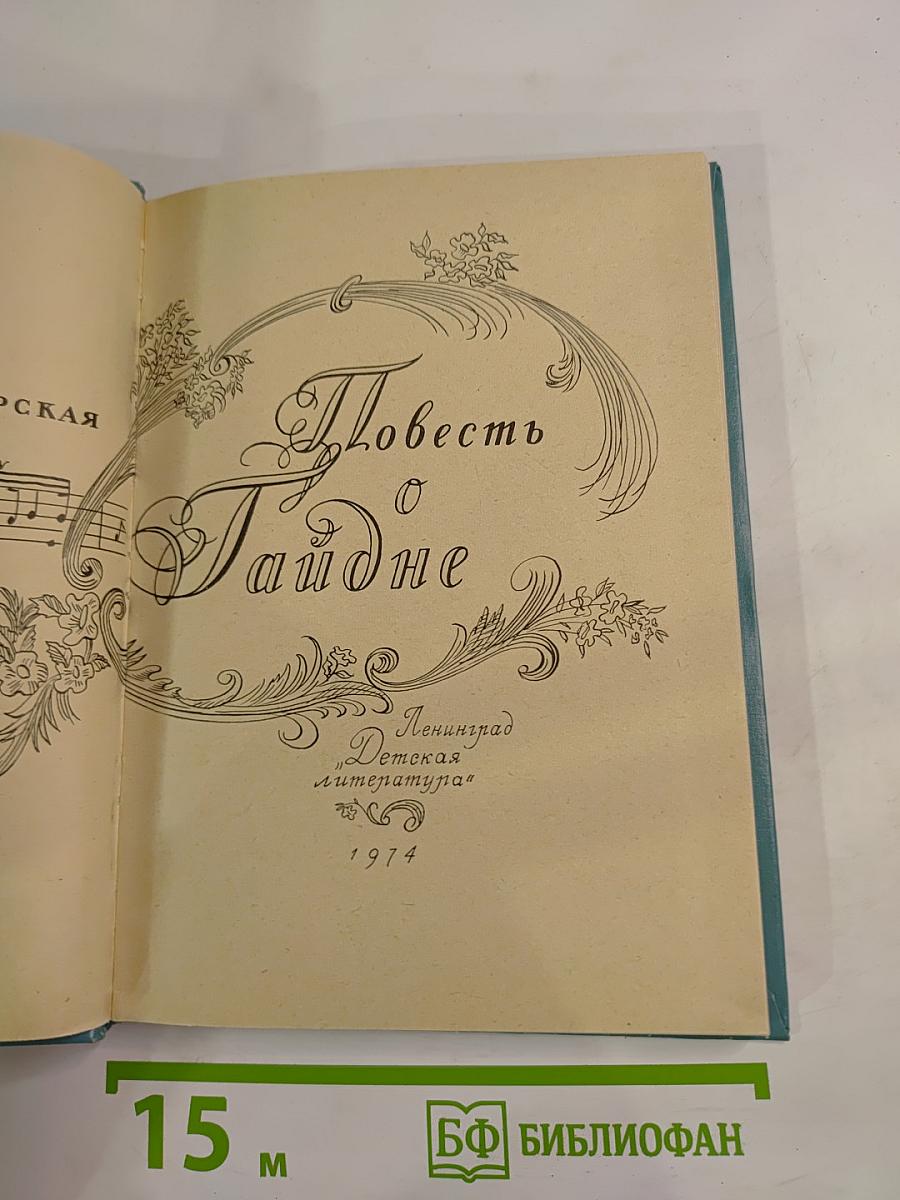 РСКАЯ
Повесть
о
Гайдне
Ленинград
„Детская
литература“
1974
15 м
БФ БИБЛИОФАН